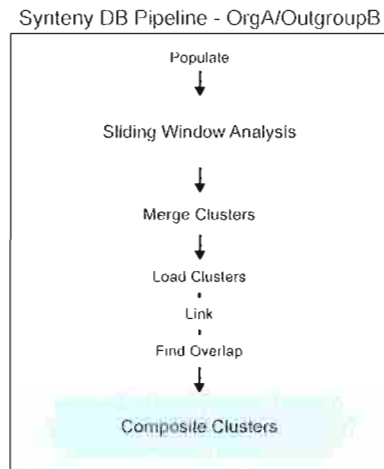 Synteny DB Pipeline - OrgA/OutgroupB
Populate
Sliding Window Analysis
Merge Clusters
Load Clusters
Link
Find Overlap
Composite Clusters